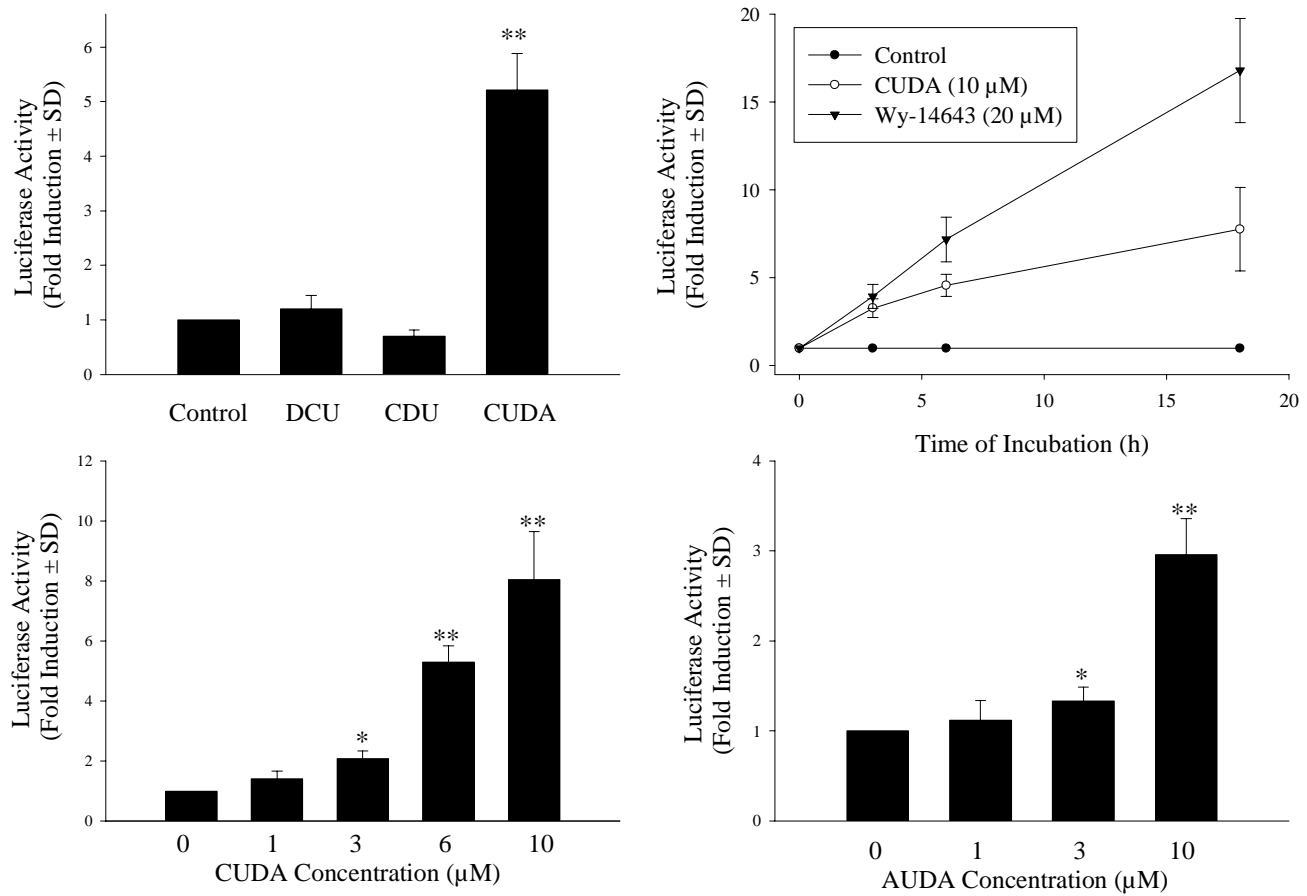 Luciferase Activity
(Fold Induction ± SD)
6
5
4
3
2
1
0
**
Control DCU CDU CUDA
Luciferase Activity
(Fold Induction ± SD)
20
15
10
5
0
Control
CUDA (10 µM)
Wy-14643 (20 µM)
0 5 10 15 20
Time of Incubation (h)
Luciferase Activity
(Fold Induction ± SD)
12
10
8
6
4
2
0
*
**
**
0 1 3 6 10
CUDA Concentration (µM)
Luciferase Activity
(Fold Induction ± SD)
4
3
2
1
0
*
**
0 1 3 10
AUDA Concentration (µM)